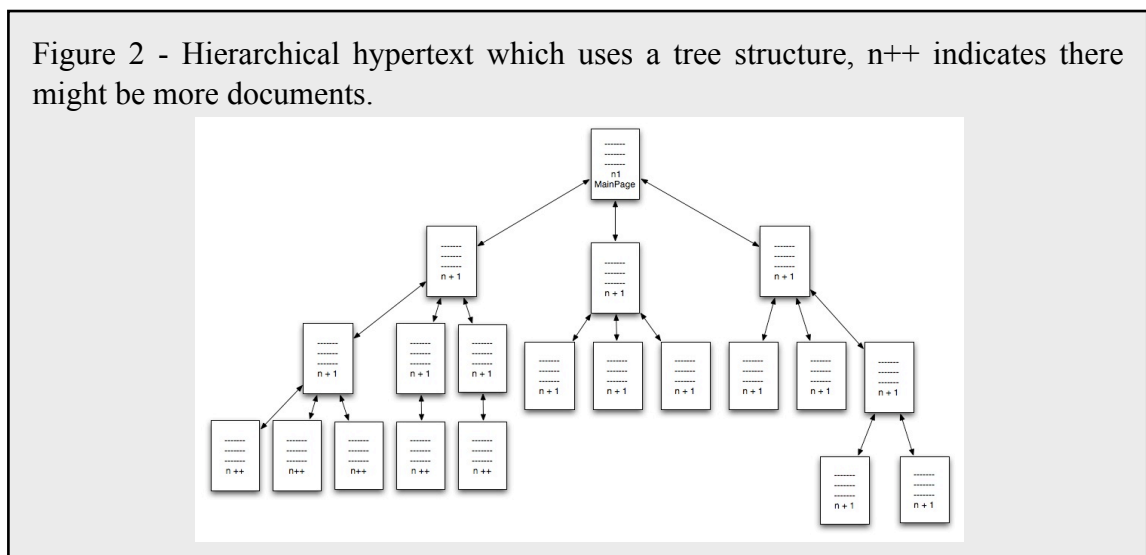 Figure 2 - Hierarchical hypertext which uses a tree structure, n++ indicates there
might be more documents.
-------
-------
-------
n1
MainPage
-------
-------
-------
n + 1
-------
-------
-------
n + 1
-------
-------
-------
n + 1
-------
-------
-------
n + 1
-------
-------
-------
n + 1
-------
-------
-------
n + 1
-------
-------
-------
n + 1
-------
-------
-------
n + 1
-------
-------
-------
n + 1
-------
-------
-------
n + 1
-------
-------
-------
n + 1
-------
-------
-------
n + 1
-------
-------
-------
n ++
-------
-------
-------
n++
-------
-------
-------
n++
-------
-------
-------
n ++
-------
-------
-------
n ++
-------
-------
-------
n + 1
-------
-------
-------
n + 1